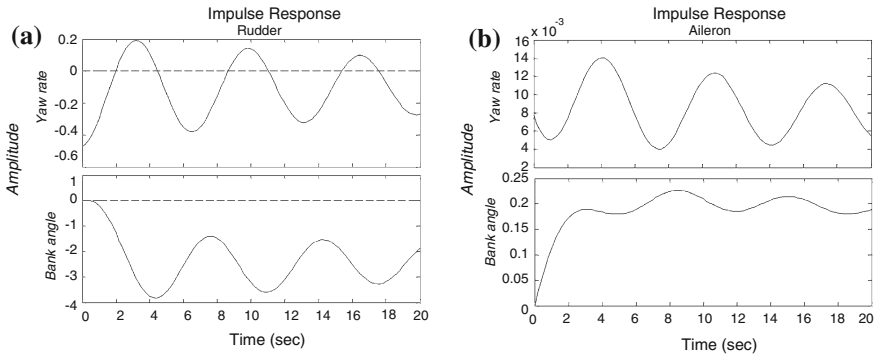 (a)
Impulse Response
Rudder
Amplitude
Yaw rate
0.2
0
-0.2
-0.4
-0.6
Bank angle
1
0
-1
-2
-3
-4
0 2 4 6 8 10 12 14 16 18 20
Time (sec)
(b)
Impulse Response
Aileron
x 10⁻³
Amplitude
Yaw rate
16
14
12
10
8
6
4
2
Bank angle
0.25
0.2
0.15
0.1
0.05
0
0 2 4 6 8 10 12 14 16 18 20
Time (sec)